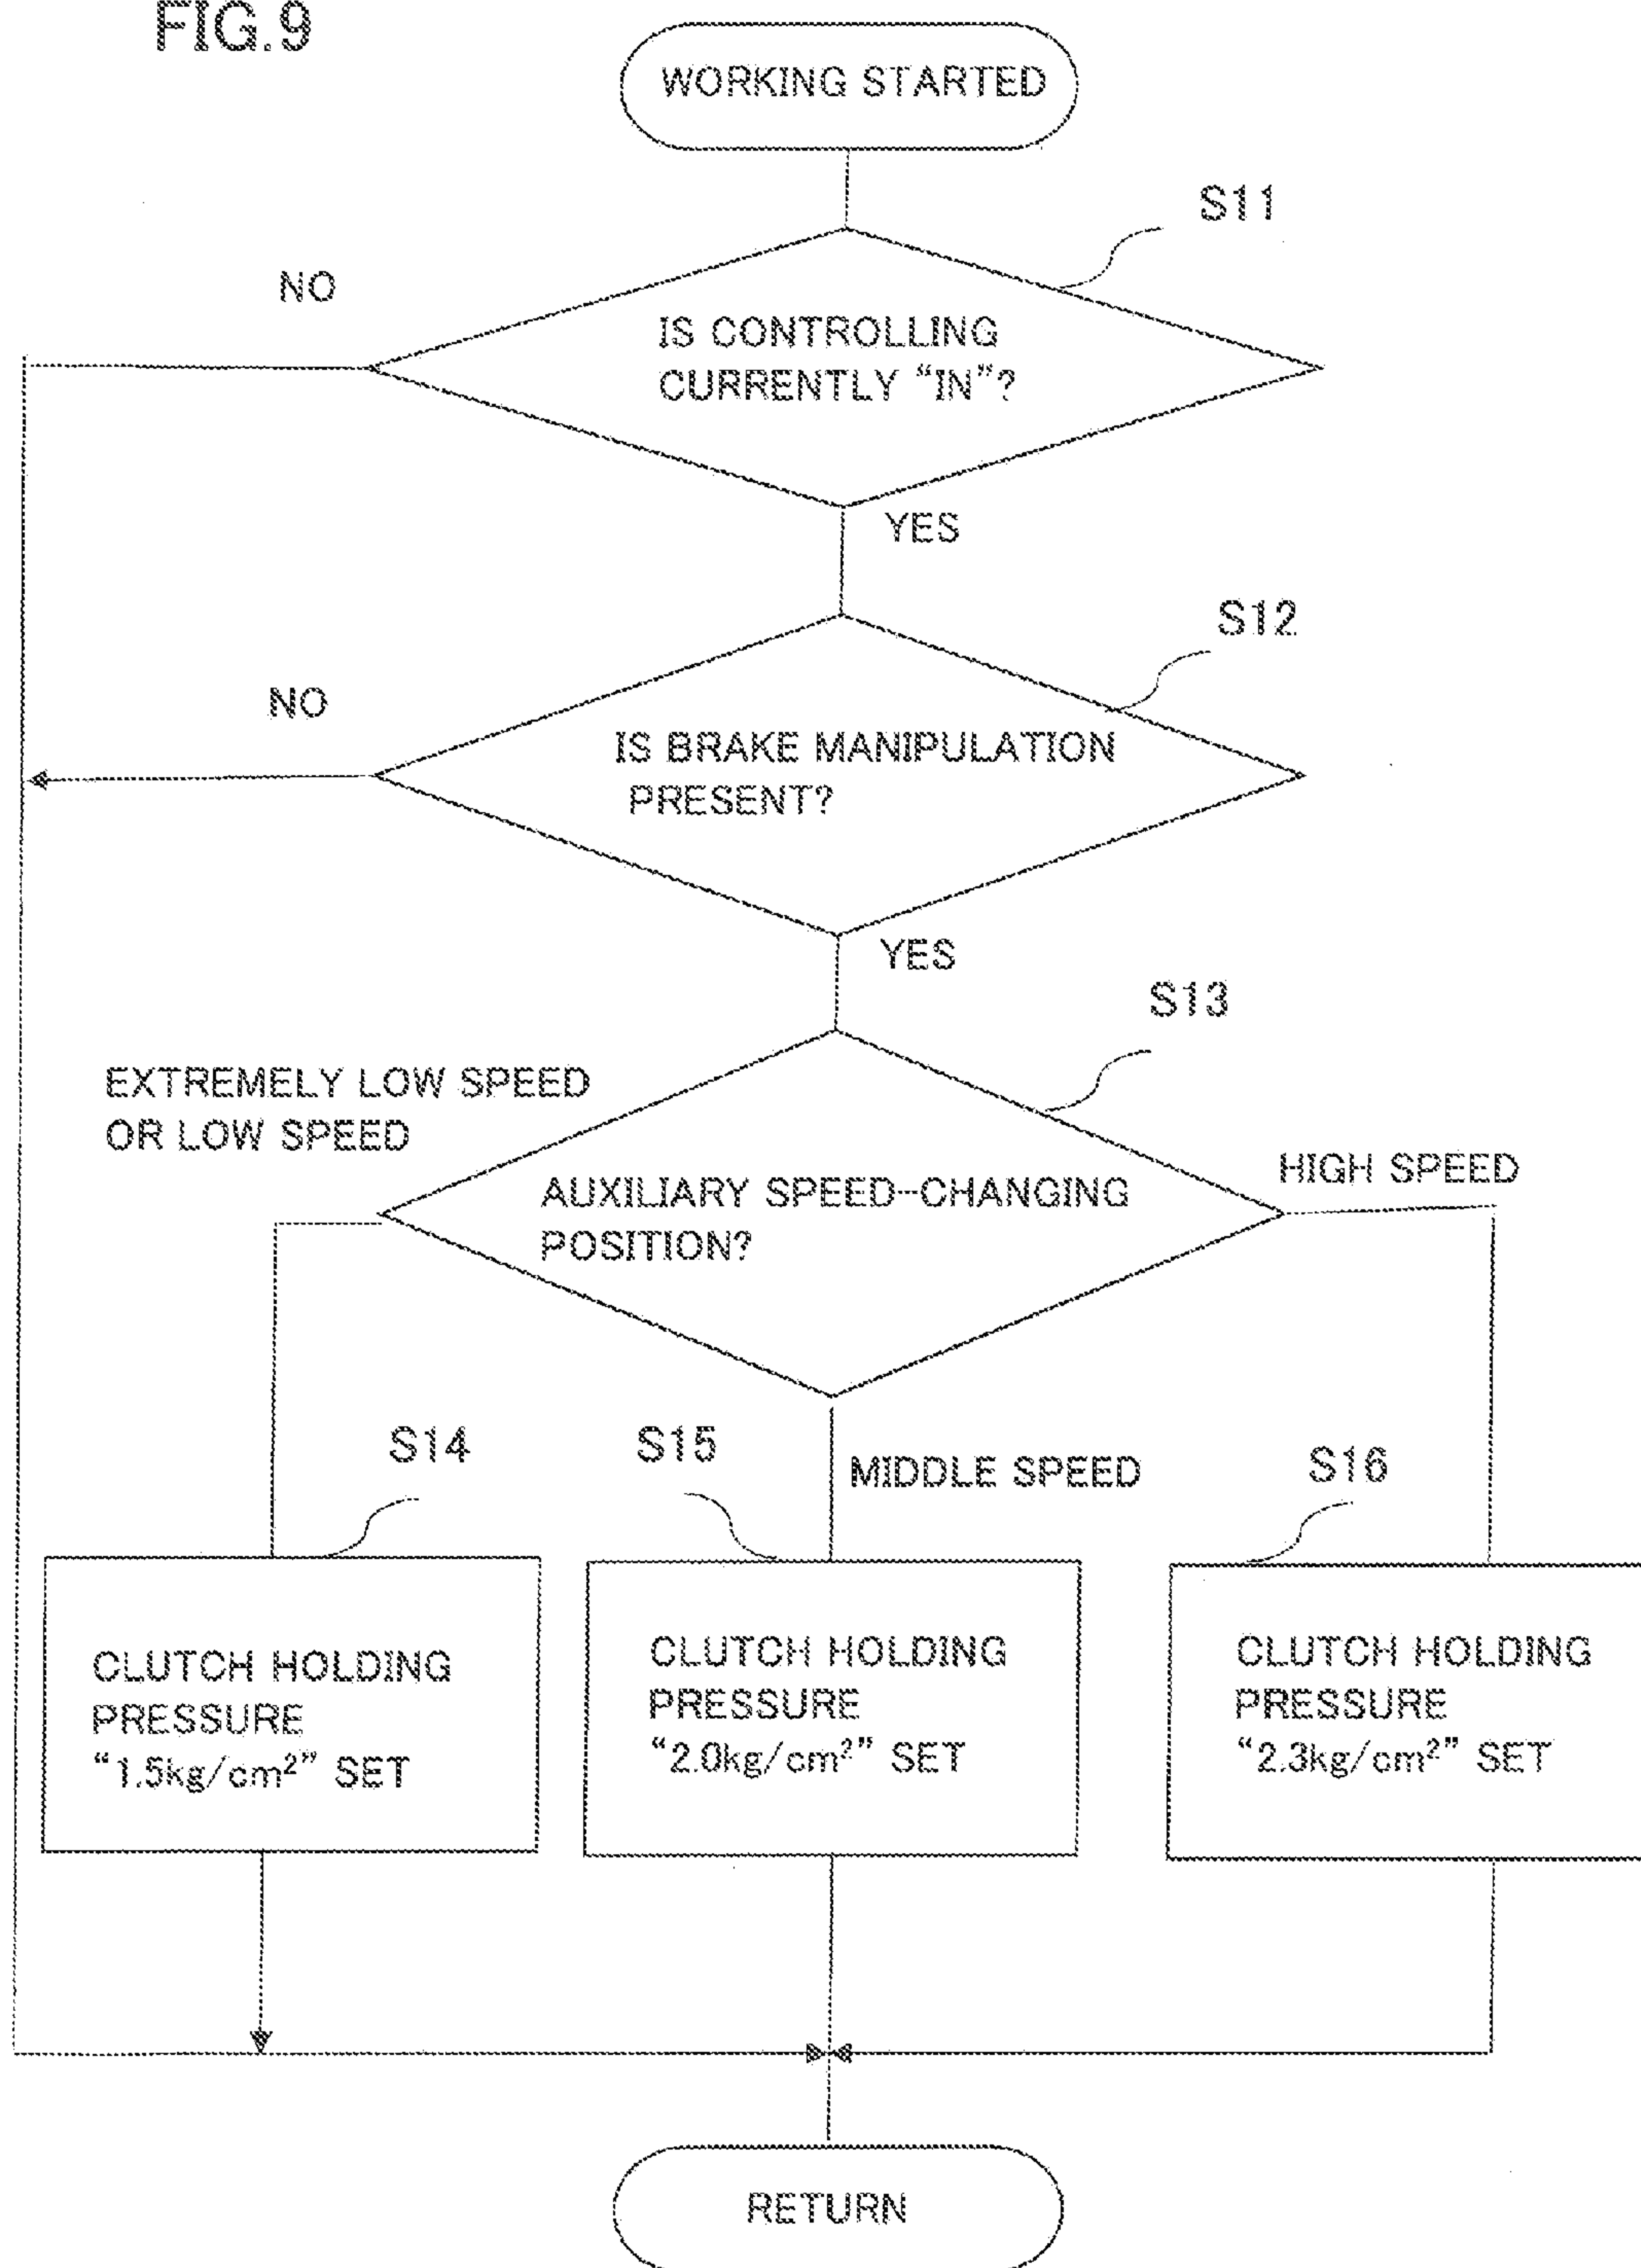 FIG.9
WORKING STARTED
S11
NO
IS CONTROLLING
CURRENTLY “IN”?
YES
S12
NO
IS BRAKE MANIPULATION
PRESENT?
YES
S13
EXTREMELY LOW SPEED
OR LOW SPEED
HIGH SPEED
AUXILIARY SPEED-CHANGING
POSITION?
S14
S15
MIDDLE SPEED
S16
CLUTCH HOLDING
PRESSURE
“1.5kg/cm²” SET
CLUTCH HOLDING
PRESSURE
“2.0kg/cm²” SET
CLUTCH HOLDING
PRESSURE
“2.3kg/cm²” SET
RETURN